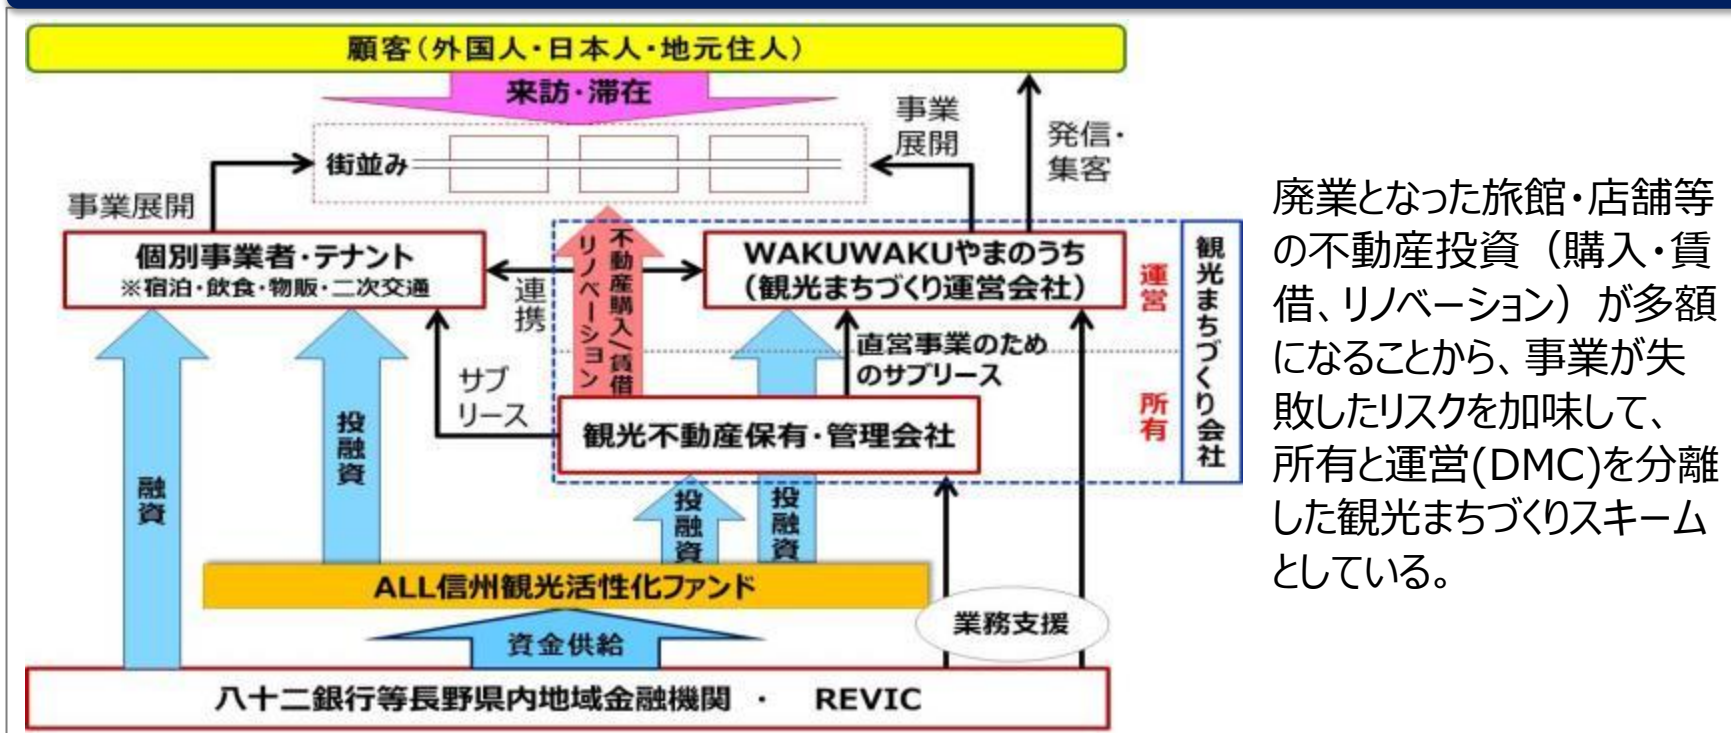 顧客(外国人・日本人・地元住人)
来訪・滞在
街並み
事業展開
事業
展開
発信・
集客
個別事業者・テナント
※宿泊・飲食・物販・二次交通
連
携
不動産購入/賃借
リノベーション
WAKUWAKUやまのうち
(観光まちづくり運営会社)
運営
所有
観光まちづくり会社
サブ
リース
直営事業のため
のサブリース
観光不動産保有・管理会社
融資
投融資
投融資
投融資
ALL信州観光活性化ファンド
資金供給
業務支援
八十二銀行等長野県内地域金融機関 ・ REVIC
廃業となった旅館・店舗等
の不動産投資(購入・賃
借、リノベーション)が多額
になることから、事業が失
敗したリスクを加味して、
所有と運営(DMC)を分離
した観光まちづくりスキーム
としている。